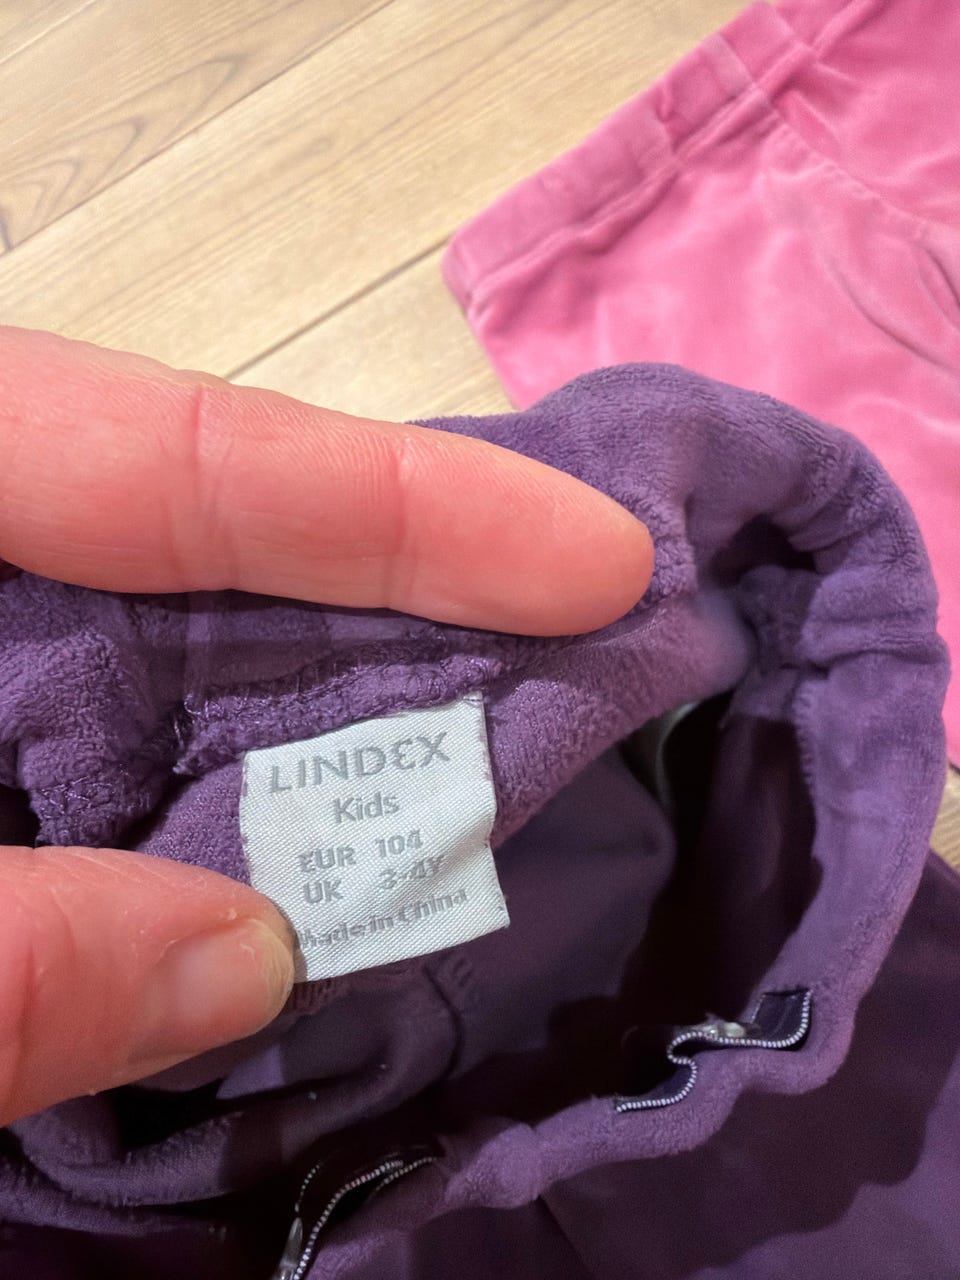 LINDEX
Kids
EUR 104
UK 3-4Y
Made in China